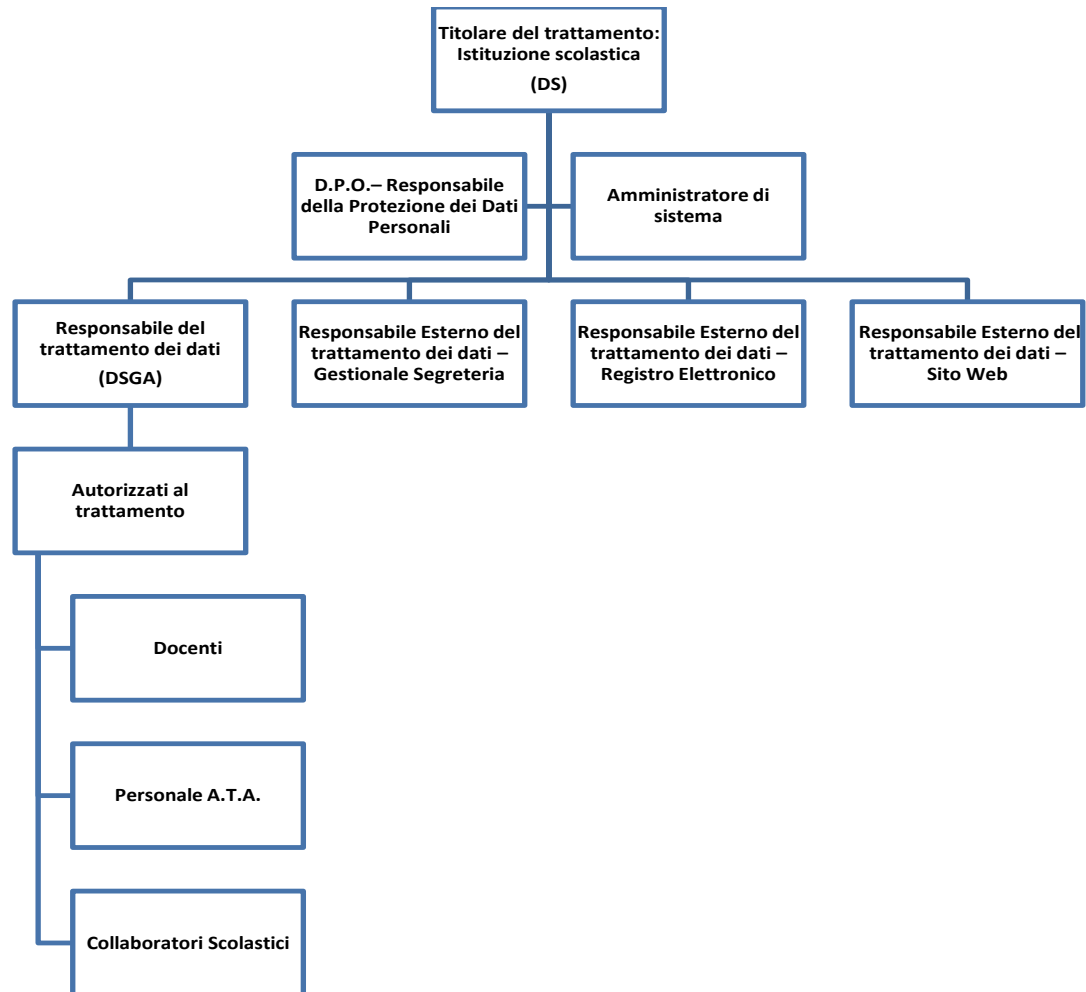 Titolare del trattamento:
Istituzione scolastica
(DS)
D.P.O.– Responsabile
della Protezione dei Dati
Personali
Amministratore di
sistema
Responsabile del
trattamento dei dati
(DSGA)
Responsabile Esterno del
trattamento dei dati –
Gestionale Segreteria
Responsabile Esterno del
trattamento dei dati –
Registro Elettronico
Responsabile Esterno del
trattamento dei dati –
Sito Web
Autorizzati al
trattamento
Docenti
Personale A.T.A.
Collaboratori Scolastici